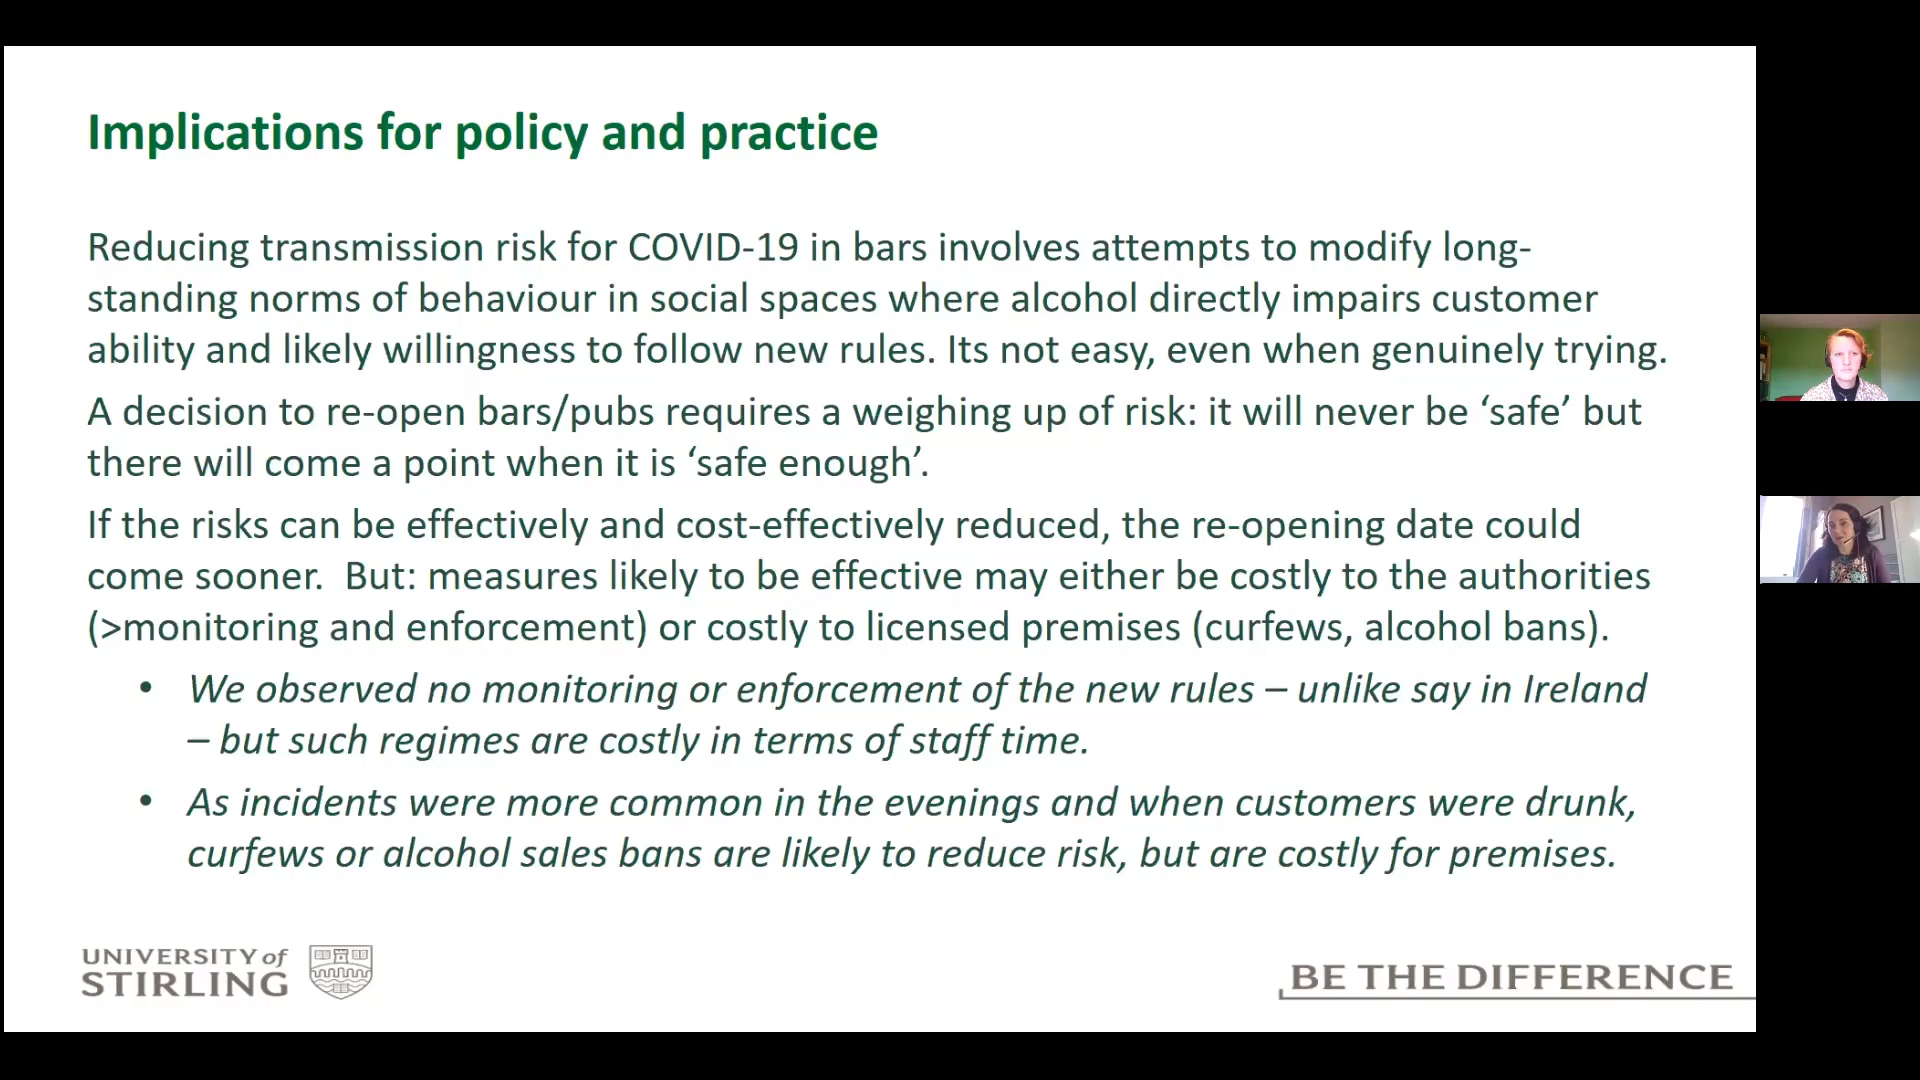 Implications for policy and practice
Reducing transmission risk for COVID-19 in bars involves attempts to modify long-
standing norms of behaviour in social spaces where alcohol directly impairs customer
ability and likely willingness to follow new rules. Its not easy, even when genuinely trying.
A decision to re-open bars/pubs requires a weighing up of risk: it will never be ‘safe’ but
there will come a point when it is ‘safe enough’.
If the risks can be effectively and cost-effectively reduced, the re-opening date could
come sooner.  But: measures likely to be effective may either be costly to the authorities
(>monitoring and enforcement) or costly to licensed premises (curfews, alcohol bans).
• We observed no monitoring or enforcement of the new rules – unlike say in Ireland
– but such regimes are costly in terms of staff time.
• As incidents were more common in the evenings and when customers were drunk,
curfews or alcohol sales bans are likely to reduce risk, but are costly for premises.
UNIVERSITY of
STIRLING
BE THE DIFFERENCE